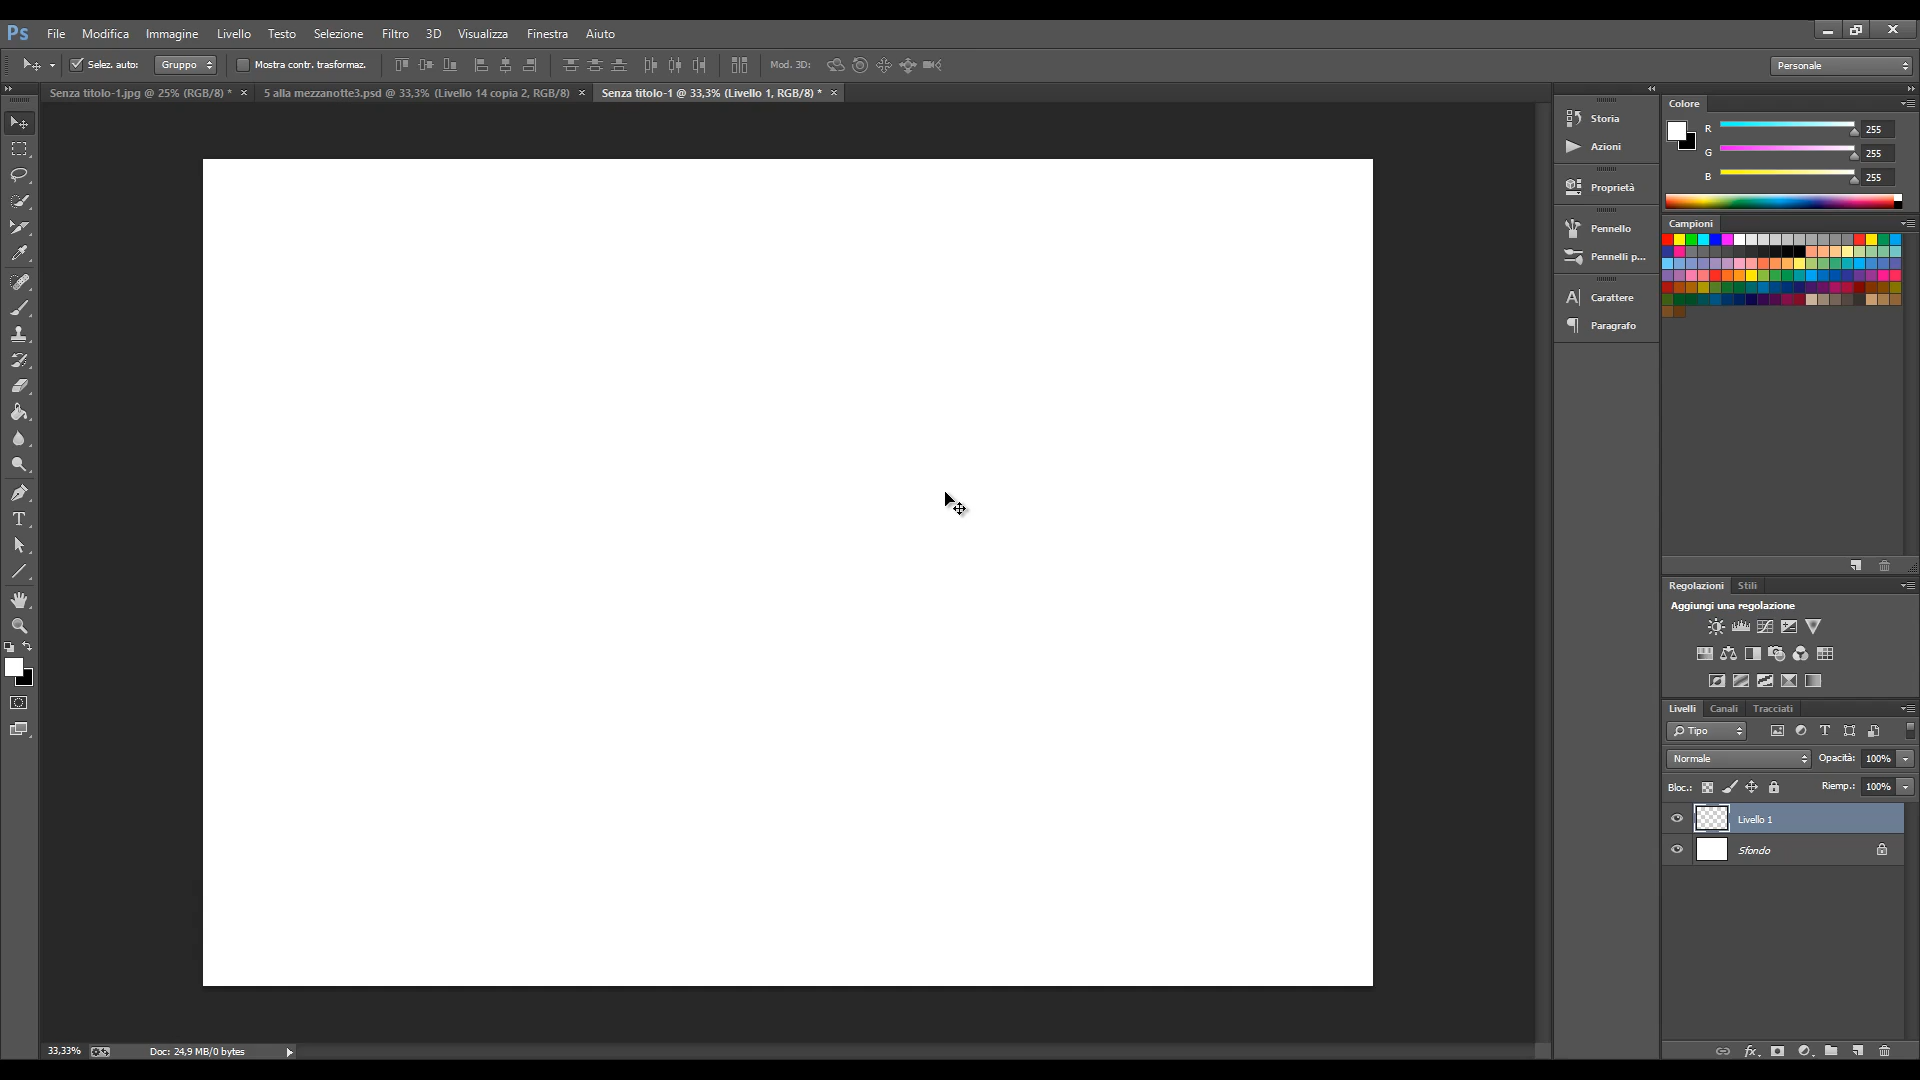 Ps File Modifica Immagine Livello Testo Selezione Filtro 3D Visualizza Finestra Aiuto
Selez. auto: Gruppo Mostra contr. trasformaz. Mod. 3D: Personale
Senza titolo-1.jpg @ 25% (RGB/8) * × 5 alla mezzanotte3.psd @ 33,3% (Livello 14 copia 2, RGB/8) × Senza titolo-1 @ 33,3% (Livello 1, RGB/8) * ×
Storia
Azioni
Proprietà
Pennello
Pennelli p...
Carattere
Paragrafo
Colore
R 255
G 255
B 255
Campioni
Regolazioni Stili
Aggiungi una regolazione
Livelli Canali Tracciati
Tipo
Normale Opacità: 100%
Bloc.: Riemp.: 100%
Livello 1
Sfondo
33,33% Doc: 24,9 MB/0 bytes
fx